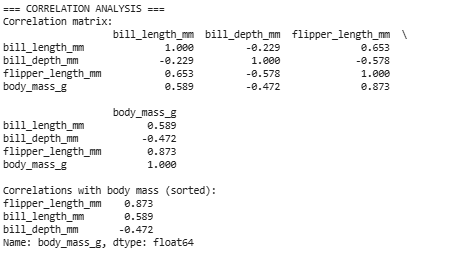 === CORRELATION ANALYSIS ===
Correlation matrix:
                   bill_length_mm  bill_depth_mm  flipper_length_mm  \
bill_length_mm              1.000         -0.229              0.653
bill_depth_mm              -0.229          1.000             -0.578
flipper_length_mm           0.653         -0.578              1.000
body_mass_g                 0.589         -0.472              0.873
                   body_mass_g
bill_length_mm           0.589
bill_depth_mm           -0.472
flipper_length_mm        0.873
body_mass_g              1.000
Correlations with body mass (sorted):
flipper_length_mm    0.873
bill_length_mm       0.589
bill_depth_mm       -0.472
Name: body_mass_g, dtype: float64